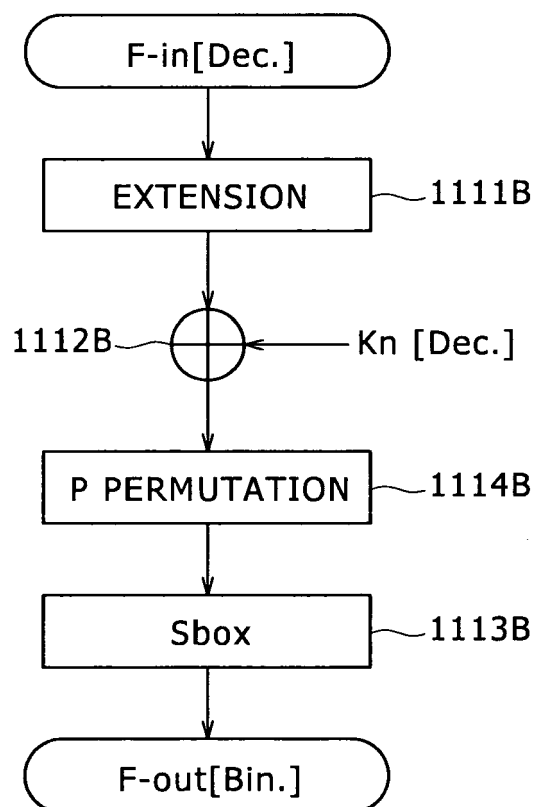 F-in[Dec.]
EXTENSION
1111B
1112B
Kn [Dec.]
P PERMUTATION
1114B
Sbox
1113B
F-out[Bin.]